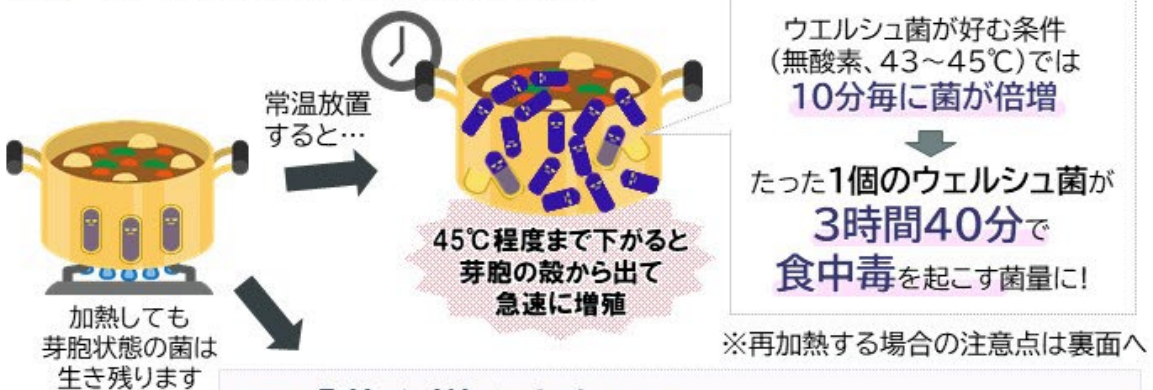 加熱しても
芽胞状態の菌は
生き残ります
常温放置
すると…
45℃程度まで下がると
芽胞の殻から出て
急速に増殖
ウエルシュ菌が好む条件
(無酸素、43~45℃)では
10分毎に菌が倍増
たった1個のウェルシュ菌が
3時間40分で
食中毒を起こす菌量に!
※再加熱する場合の注意点は裏面へ